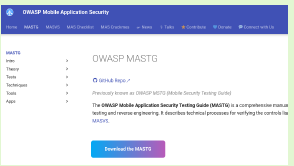 OWASP Mobile Application Security
Home MASTG MASVS MAS Checklist MAS Crackmes News Talks Contribute Donate Connect with Us
MASTG
Intro
Theory
Tests
Techniques
Tools
Apps
OWASP MASTG
GitHub Repo
Previously known as OWASP MSTG (Mobile Security Testing Guide)
The OWASP Mobile Application Security Testing Guide (MASTG) is a comprehensive manua
testing and reverse engineering. It describes technical processes for verifying the controls lis
MASVS.
Download the MASTG